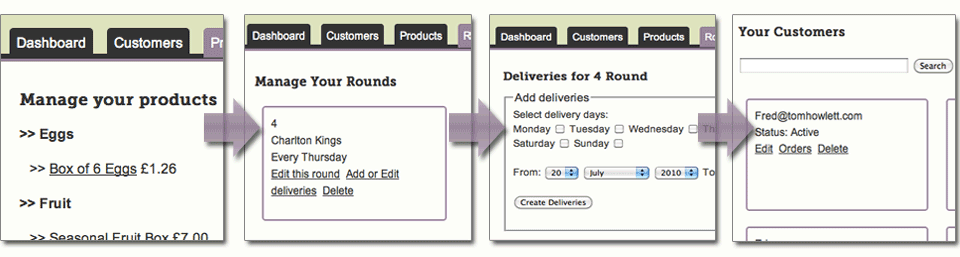 Dashboard Customers
Manage your products
>> Eggs
>> Box of 6 Eggs £1.26
>> Fruit
>> Seasonal Fruit Box £7.00
Dashboard Customers Products
Manage Your Rounds
4
Charlton Kings
Every Thursday
Edit this round Add or Edit
deliveries Delete
Dashboard Customers Products
Deliveries for 4 Round
Add deliveries
Select delivery days:
Monday Tuesday Wednesday
Saturday Sunday
From: 20 July 2010 To
Create Deliveries
Your Customers
Search
Fred@tomhowlett.com
Status: Active
Edit Orders Delete